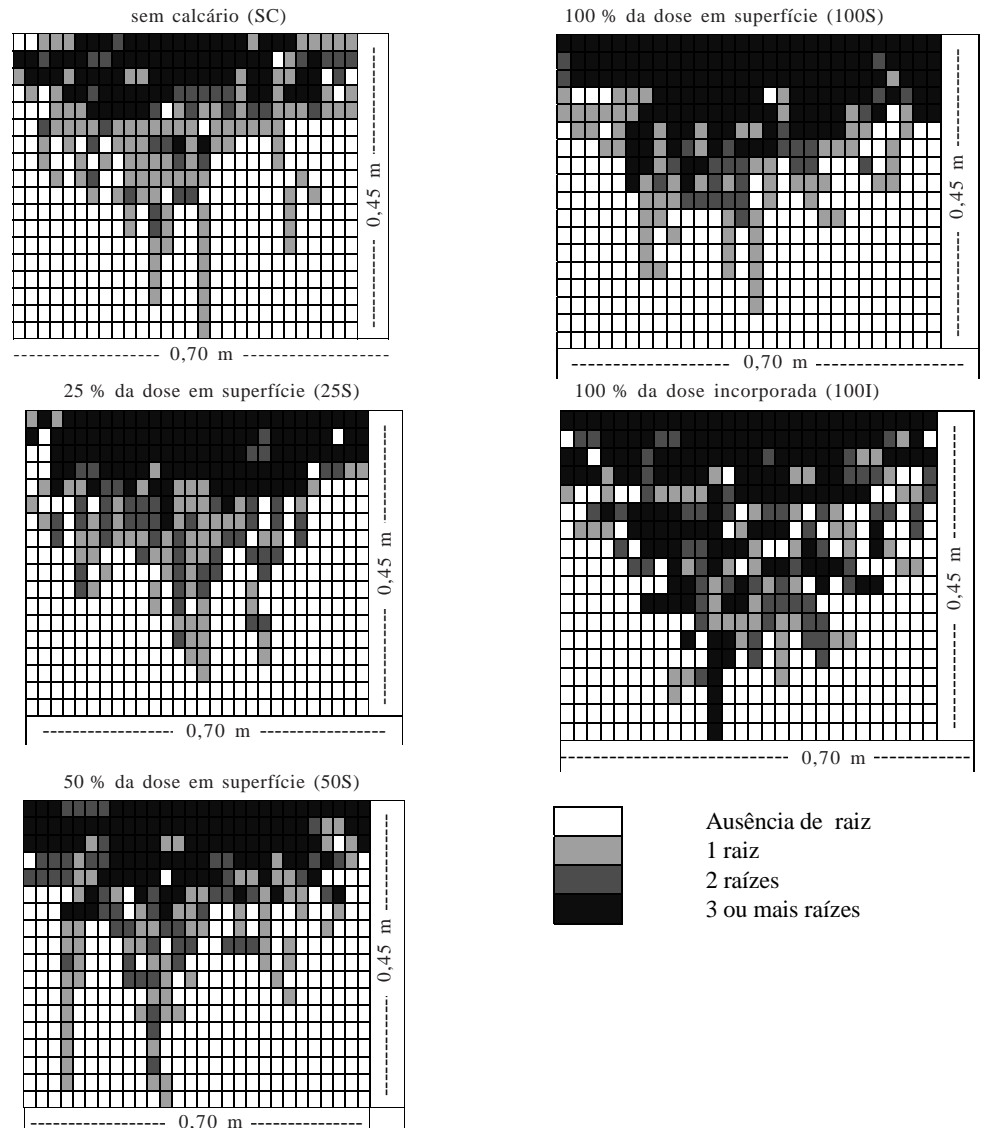 sem calcário (SC)
0,45 m
0,70 m
100 % da dose em superfície (100S)
0,45 m
0,70 m
25 % da dose em superfície (25S)
0,45 m
0,70 m
100 % da dose incorporada (100I)
0,45 m
0,70 m
50 % da dose em superfície (50S)
0,45 m
0,70 m
Ausência de raiz
1 raiz
2 raízes
3 ou mais raízes